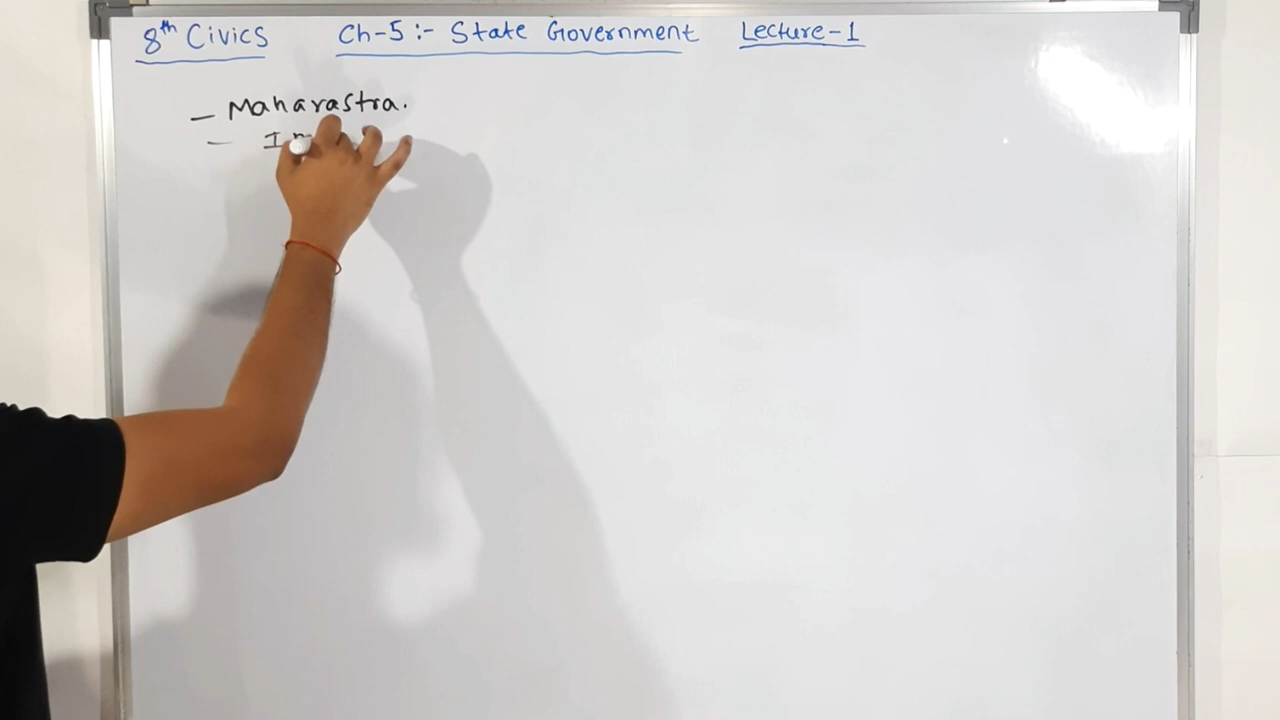 8th Civics Ch-5:- State Government Lecture-1
- Maharastra.
-